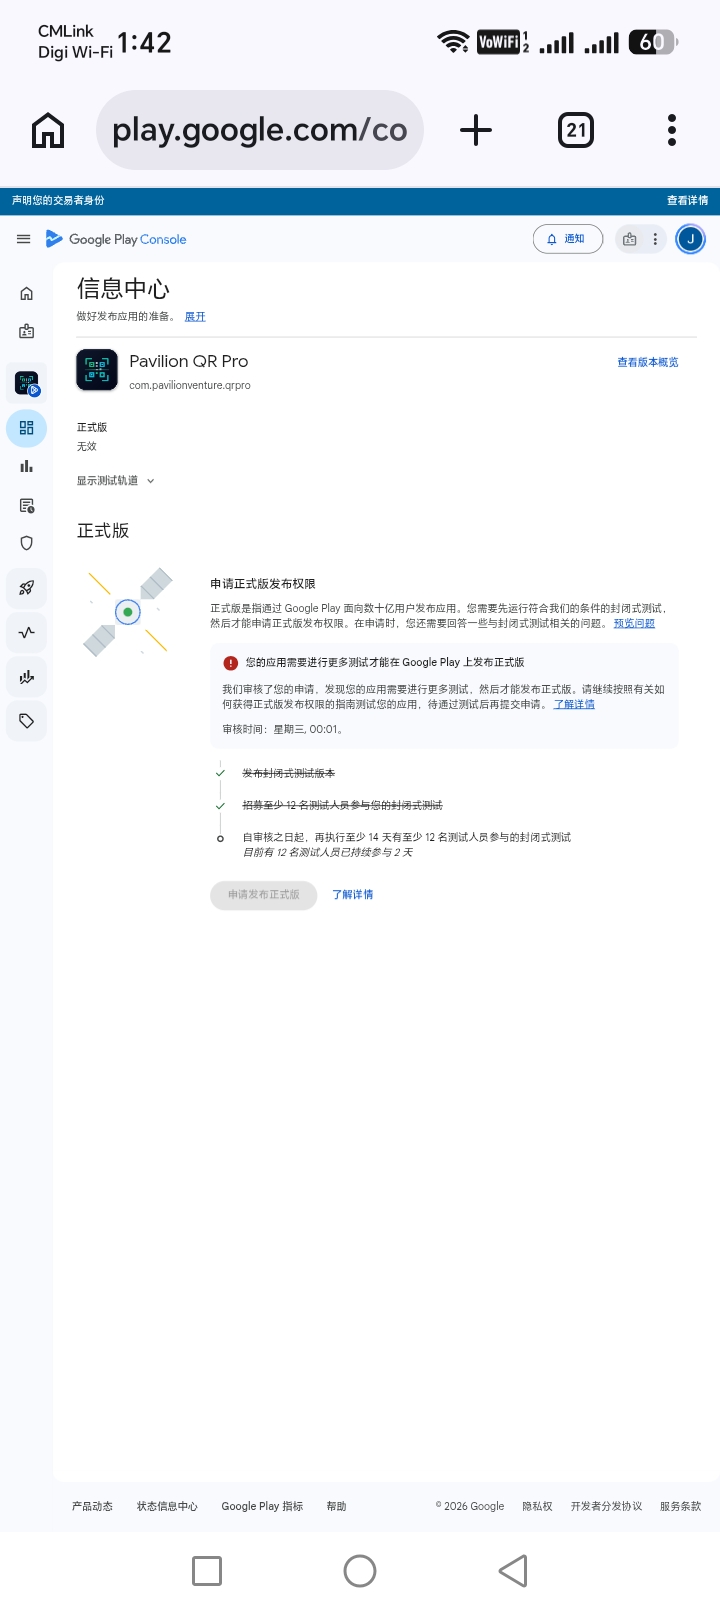 CMLink
Digi Wi-Fi
1:42
VoWiFi 1 2
60
play.google.com/co
21
声明您的交易者身份
查看详情
Google Play Console
通知
J
信息中心
做好发布应用的准备。 展开
Pavilion QR Pro
查看版本概览
com.pavilionventure.qrpro
正式版
无效
显示测试轨道
正式版
申请正式版发布权限
正式版是指通过 Google Play 面向数十亿用户发布应用。您需要先运行符合我们的条件的封闭式测试，
然后才能申请正式版发布权限。在申请时，您还需要回答一些与封闭式测试相关的问题。 预览问题
您的应用需要进行更多测试才能在 Google Play 上发布正式版
我们审核了您的申请，发现您的应用需要进行更多测试，然后才能发布正式版。请继续按照有关如
何获得正式版发布权限的指南测试您的应用，待通过测试后再提交申请。 了解详情
审核时间：星期三, 00:01。
发布封闭式测试版本
招募至少 12 名测试人员参与您的封闭式测试
自审核之日起，再执行至少 14 天有至少 12 名测试人员参与的封闭式测试
目前有 12 名测试人员已持续参与 2 天
申请发布正式版
了解详情
产品动态
状态信息中心
Google Play 指标
帮助
© 2026 Google
隐私权
开发者分发协议
服务条款